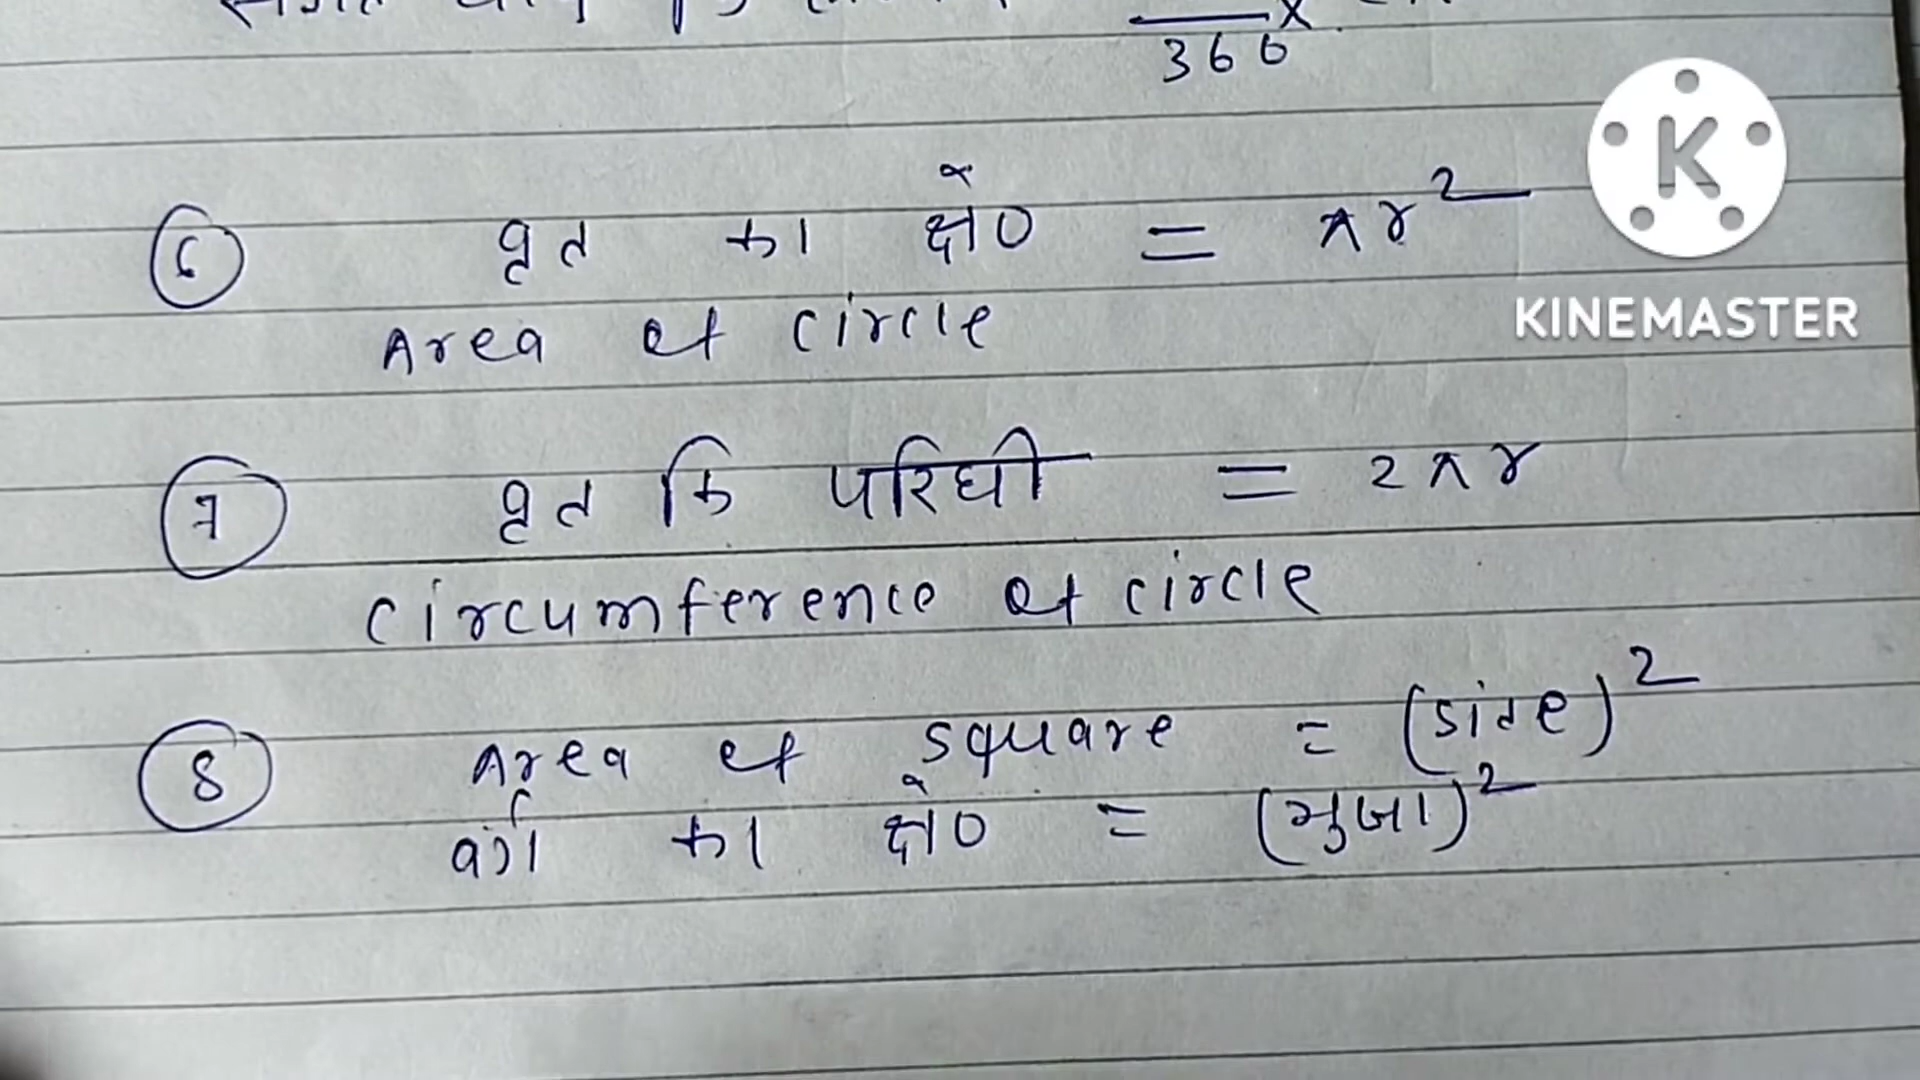 360
⑥ वृत का क्षे० = πr²
Area of circle
KINEMASTER
⑦ वृत कि परिघी = 2πr
circumference of circle
⑧ Area of square = (side)²
वर्ग का क्षे० = (भुजा)²